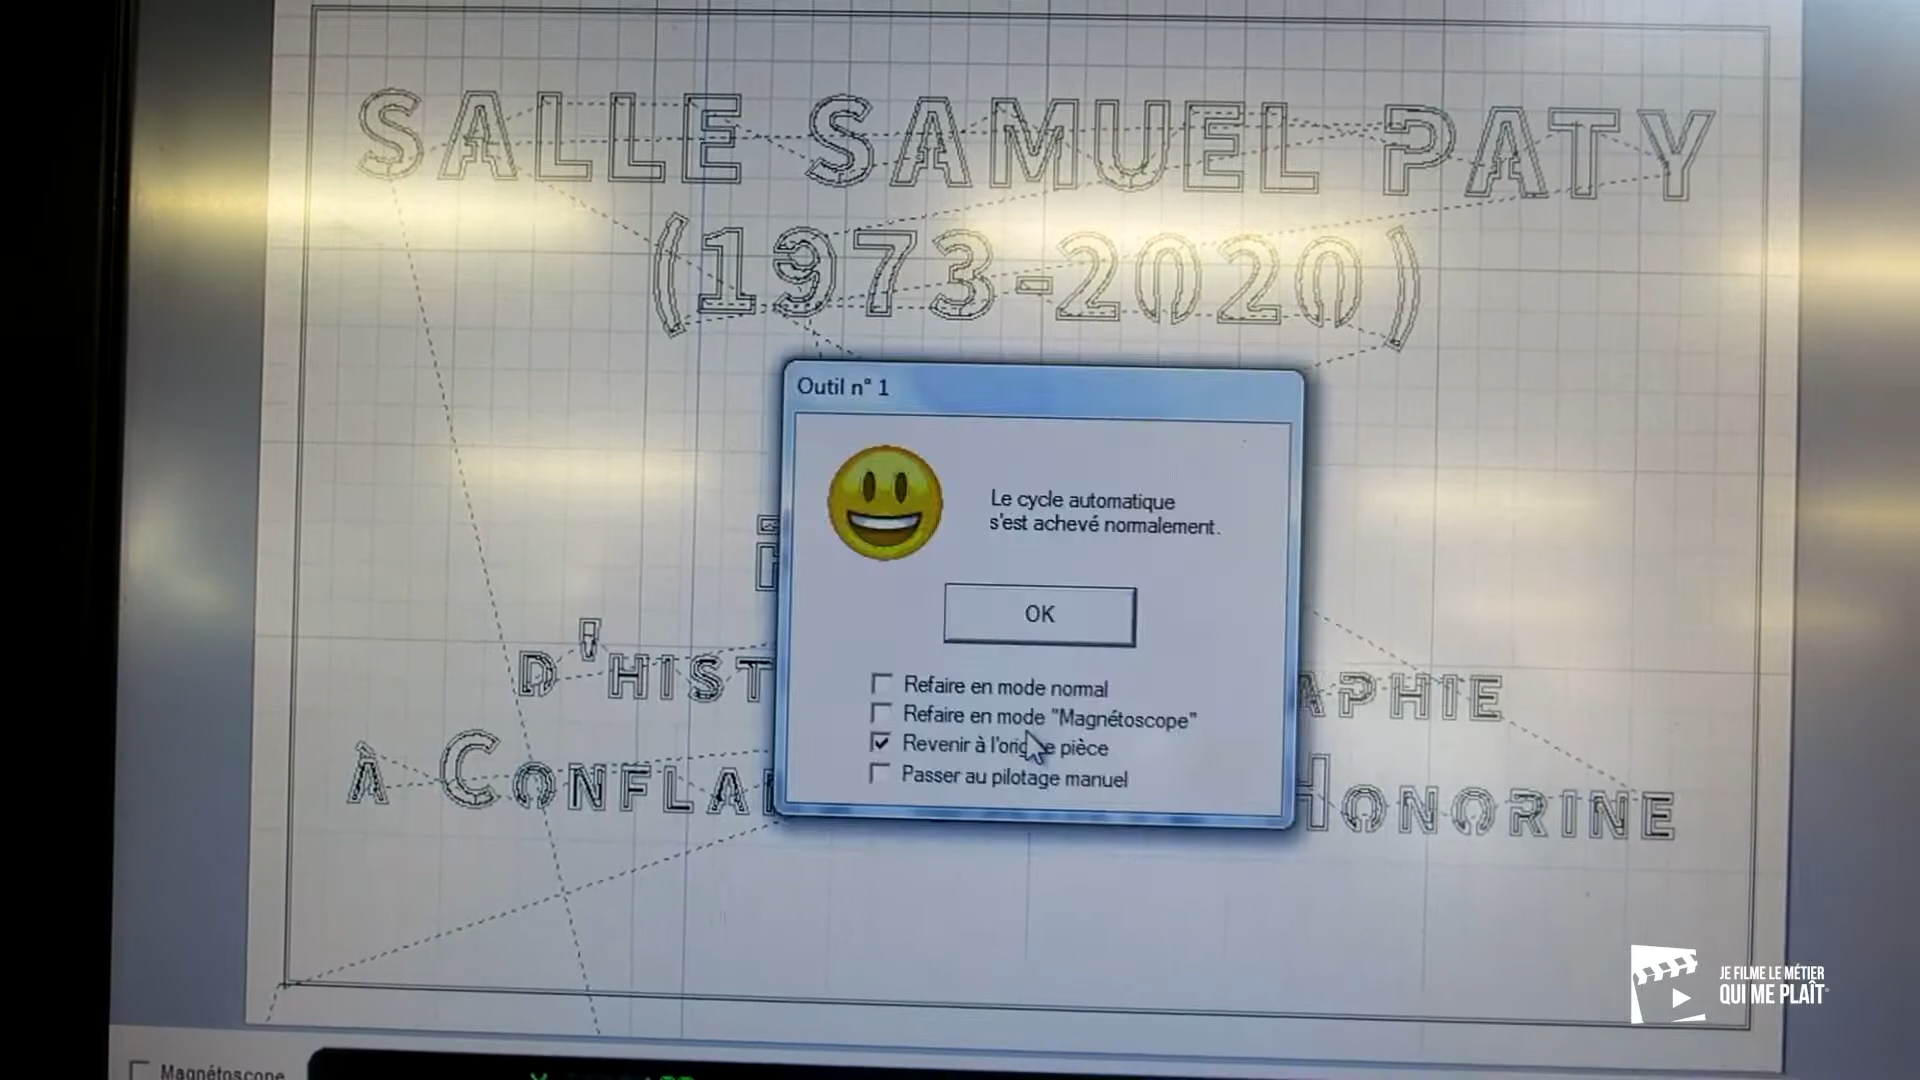 SALLE SAMUEL PATY
(1973-2020)
Outil n° 1
Le cycle automatique
s'est achevé normalement.
OK
Refaire en mode normal
Refaire en mode "Magnétoscope"
Revenir à l'origine pièce
Passer au pilotage manuel
D'HIST
APHIE
À CONFLA
HONORINE
JE FILME LE MÉTIER
QUI ME PLAÎT
Magnétoscope